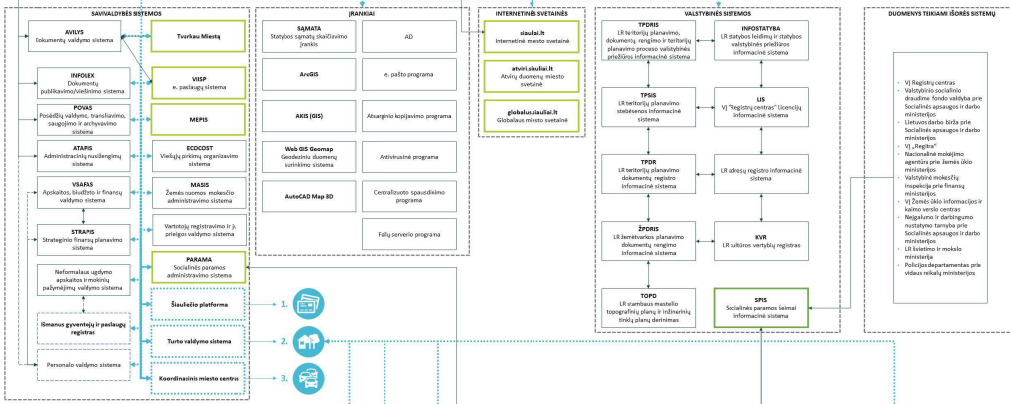 SAVIVALDYBĖS SISTEMOS
AVILYS
Dokumentų valdymo sistema
INFOLEX
Dokumentų
publikavimo/viešinimo sistema
POVAS
Posėdžių valdymo, transliavimo,
saugojimo ir archyvavimo
sistema
ATAPIS
Administracinių nusižengimų
sistema
VSAFAS
Apskaitos, biudžeto ir finansų
valdymo sistema
STRAPIS
Strateginio finansų planavimo
sistema
Neformalaus ugdymo
apskaitos ir mokinių
pažymėjimų valdymo sistema
Išmanus gyventojų ir paslaugų
registras
Personalo valdymo sistema
Tvarkau Miestą
VIISP
e. paslaugų sistema
MEPIS
ECOCOST
Viešųjų pirkimų organizavimo
sistema
MASIS
Žemės nuomos mokesčio
administravimo sistema
Vartotojų registravimo ir jų
prieigos valdymo sistema
PARAMA
Socialinės paramos
administravimo sistema
Šiauliečio platforma
Turto valdymo sistema
Koordinacinis miesto centras
1.
2.
3.
ĮRANKIAI
SĄMATA
Statybos sąmatų skaičiavimo
įrankis
ArcGIS
AKIS (GIS)
Web GIS Geomap
Geodezinių duomenų
surinkimo sistema
AutoCAD Map 3D
AD
e. pašto programa
Atsarginio kopijavimo programa
Antivirusinė programa
Centralizuoto spausdinimo
programa
Failų serverio programa
INTERNETINĖS SVETAINĖS
siauliai.lt
Internetinė mesto svetainė
atviri.siuliai.lt
Atvirų duomenų miesto
svetsinė
globalusiauliai.lt
Globalaus misto svetainė
VALSTYBINĖS SISTEMOS
TPDRIS
LR teritorijų planavimo,
dokumentų rengimo ir teritorijų
planavimo proceso valstybinės
priežiūros informacinė sistema
TPSIS
LR teritorijų planavimo
stebėsenos informacinė
sistema
TPDR
LR teritorijų planavimo
dokumentų registro
informacinė sistema
ŽPDRIS
LR žemėtvarkos planavimo
dokumentų rengimo
informacinė sistema
TOPD
LR stambaus mastelio
topografinių planų ir inžinerinių
tinklų planų derinimas
INFOSTATYBA
LR statybos leidimų ir statybos
valstybinės priežiūros
informacinė sistema
LIS
VĮ "Registrų centras" Licencijų
informacinė sistema
LR adresų registro informacinė
sistema
KVR
LR kultūros vertybių registras
SPIS
Socialinės paramos šeimai
informacinė sistema
DUOMENYS TEIKIAMI IŠORĖS SISTEMŲ
VĮ Registrų centras
Valstybinio socialinio
draudimo fondo valdyba prie
Socialinės apsaugos ir darbo
ministerijos
Lietuvos darbo birža prie
Socialinės apsaugos ir darbo
ministerijos
VĮ „Regitra"
Nacionalinė mokėjimo
agentūra prie žemės ūkio
ministerijos
Valstybinė mokesčių
inspekcija prie finansų
ministerijos
VĮ Žemės ūkio informacijos ir
kaimo verslo centras
Neįgalumo ir darbingumo
nustatymo tarnyba prie
Socialinės apsaugos ir darbo
ministerijos
LR švietimo ir mokslo
ministerija
Policijos departamentas prie
vidaus reikalų ministerijos